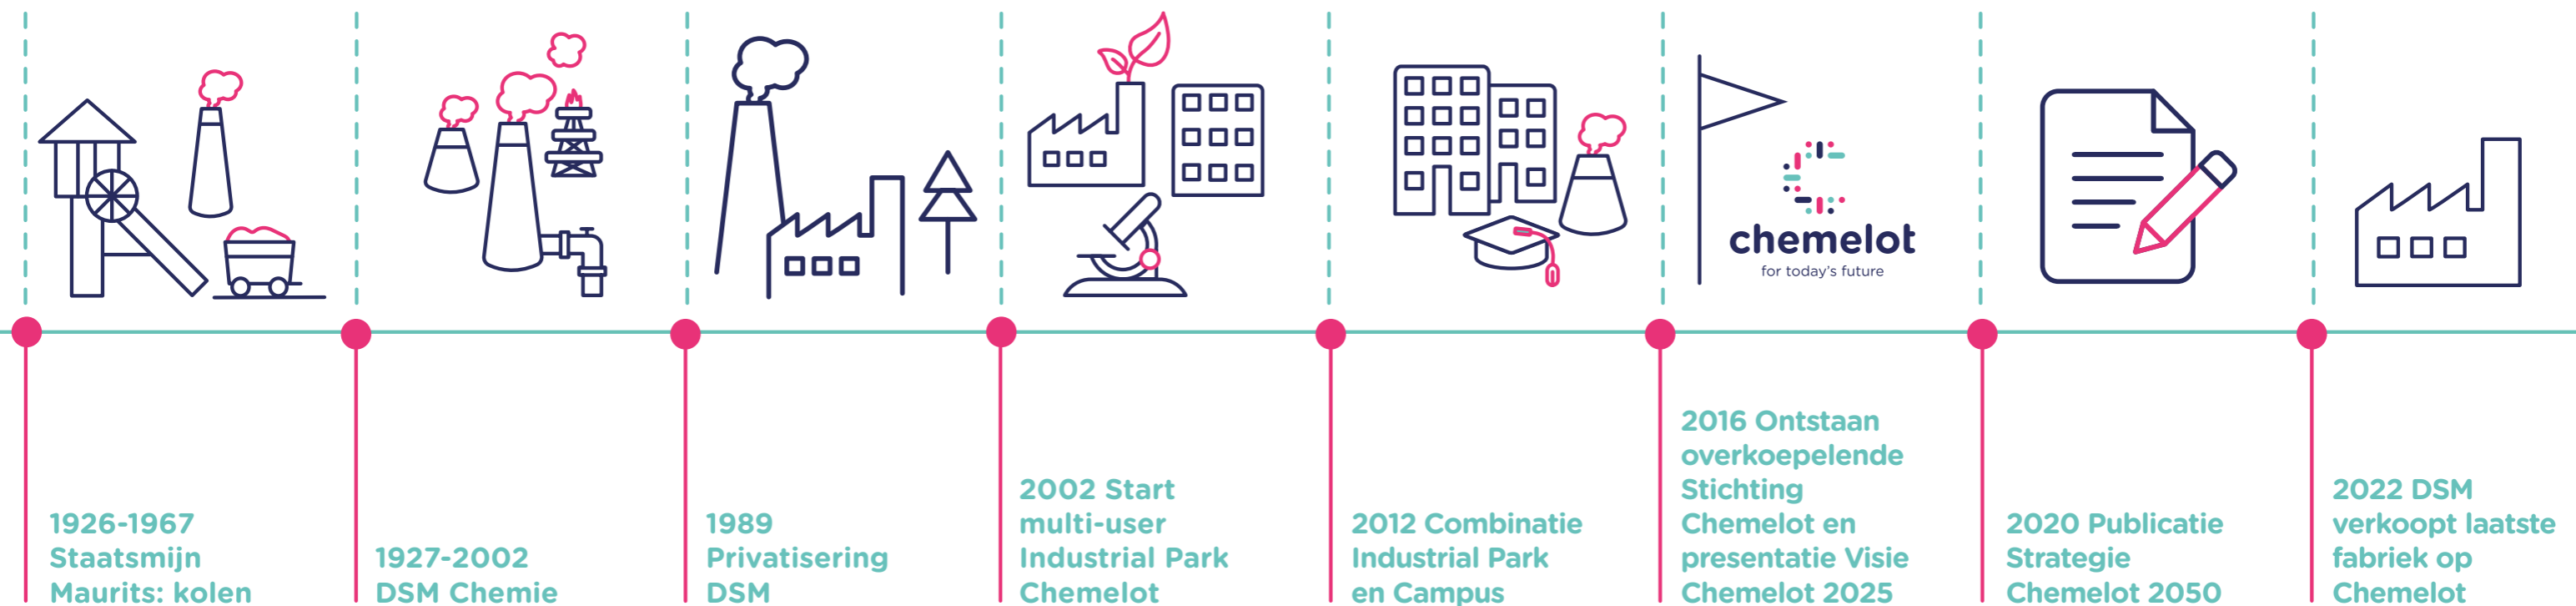 chemelot
for today's future
1926-1967
Staatsmijn
Maurits: kolen
1927-2002
DSM Chemie
1989
Privatisering
DSM
2002 Start
multi-user
Industrial Park
Chemelot
2012 Combinatie
Industrial Park
en Campus
2016 Ontstaan
overkoepelende
Stichting
Chemelot en
presentatie Visie
Chemelot 2025
2020 Publicatie
Strategie
Chemelot 2050
2022 DSM
verkoopt laatste
fabriek op
Chemelot